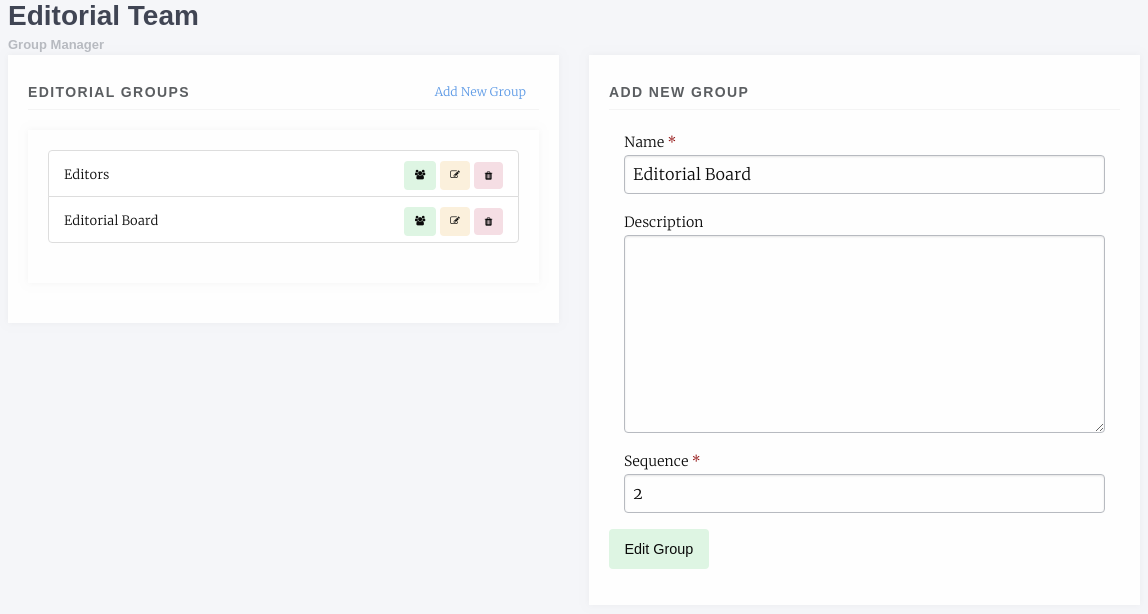 Editorial Team
Group Manager
EDITORIAL GROUPS
Add New Group
Editors
Editorial Board
ADD NEW GROUP
Name *
Editorial Board
Description
Sequence *
2
Edit Group